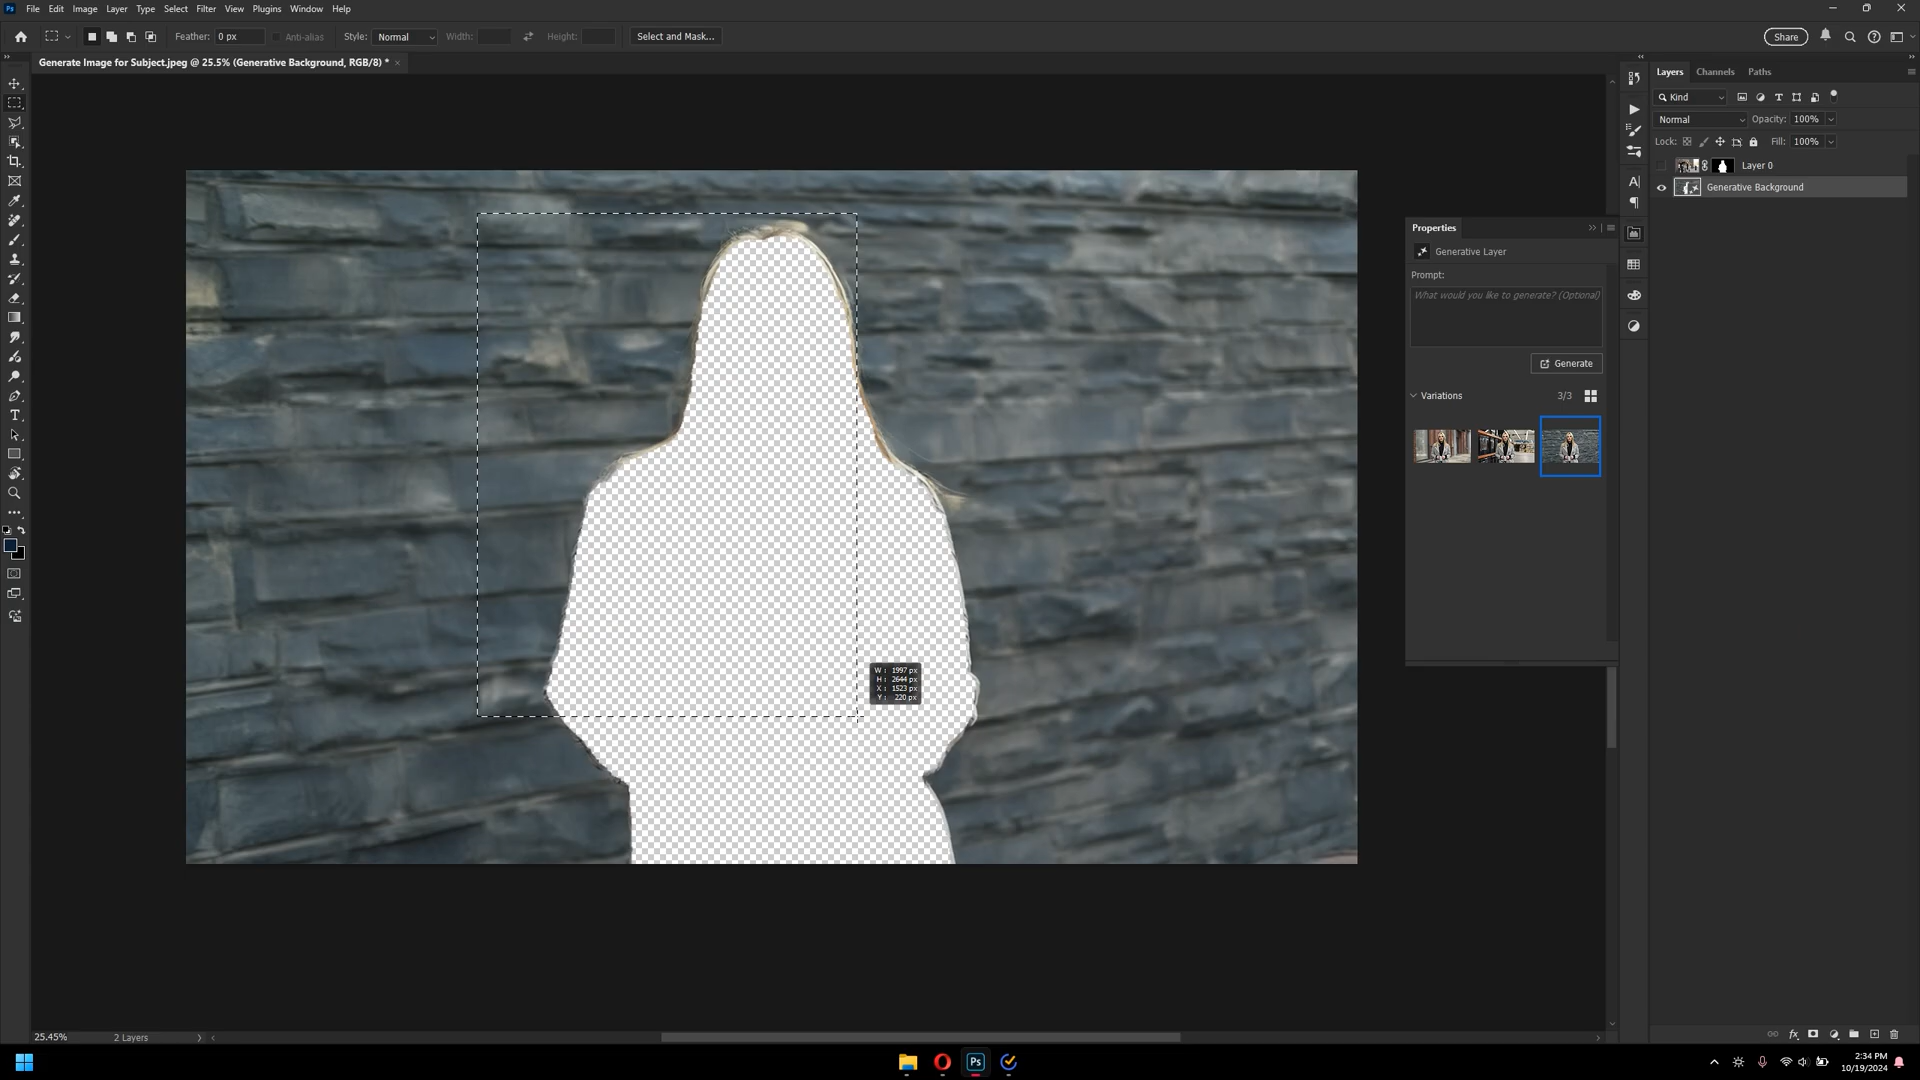 Ps File Edit Image Layer Type Select Filter View Plugins Window Help
Feather: 0 px Anti-alias Style: Normal Width: Height: Select and Mask... Share
Generate Image for Subject.jpeg @ 25.5% (Generative Background, RGB/8) * ×
Layers Channels Paths
Kind
Normal Opacity: 100%
Lock: Fill: 100%
Layer 0
Generative Background
Properties
Generative Layer
Prompt:
What would you like to generate? (Optional)
Generate
Variations 3/3
W : 1997 px
H : 2644 px
X : 1523 px
Y : 220 px
25.45% 2 Layers
Ps
2:34 PM
10/19/2024